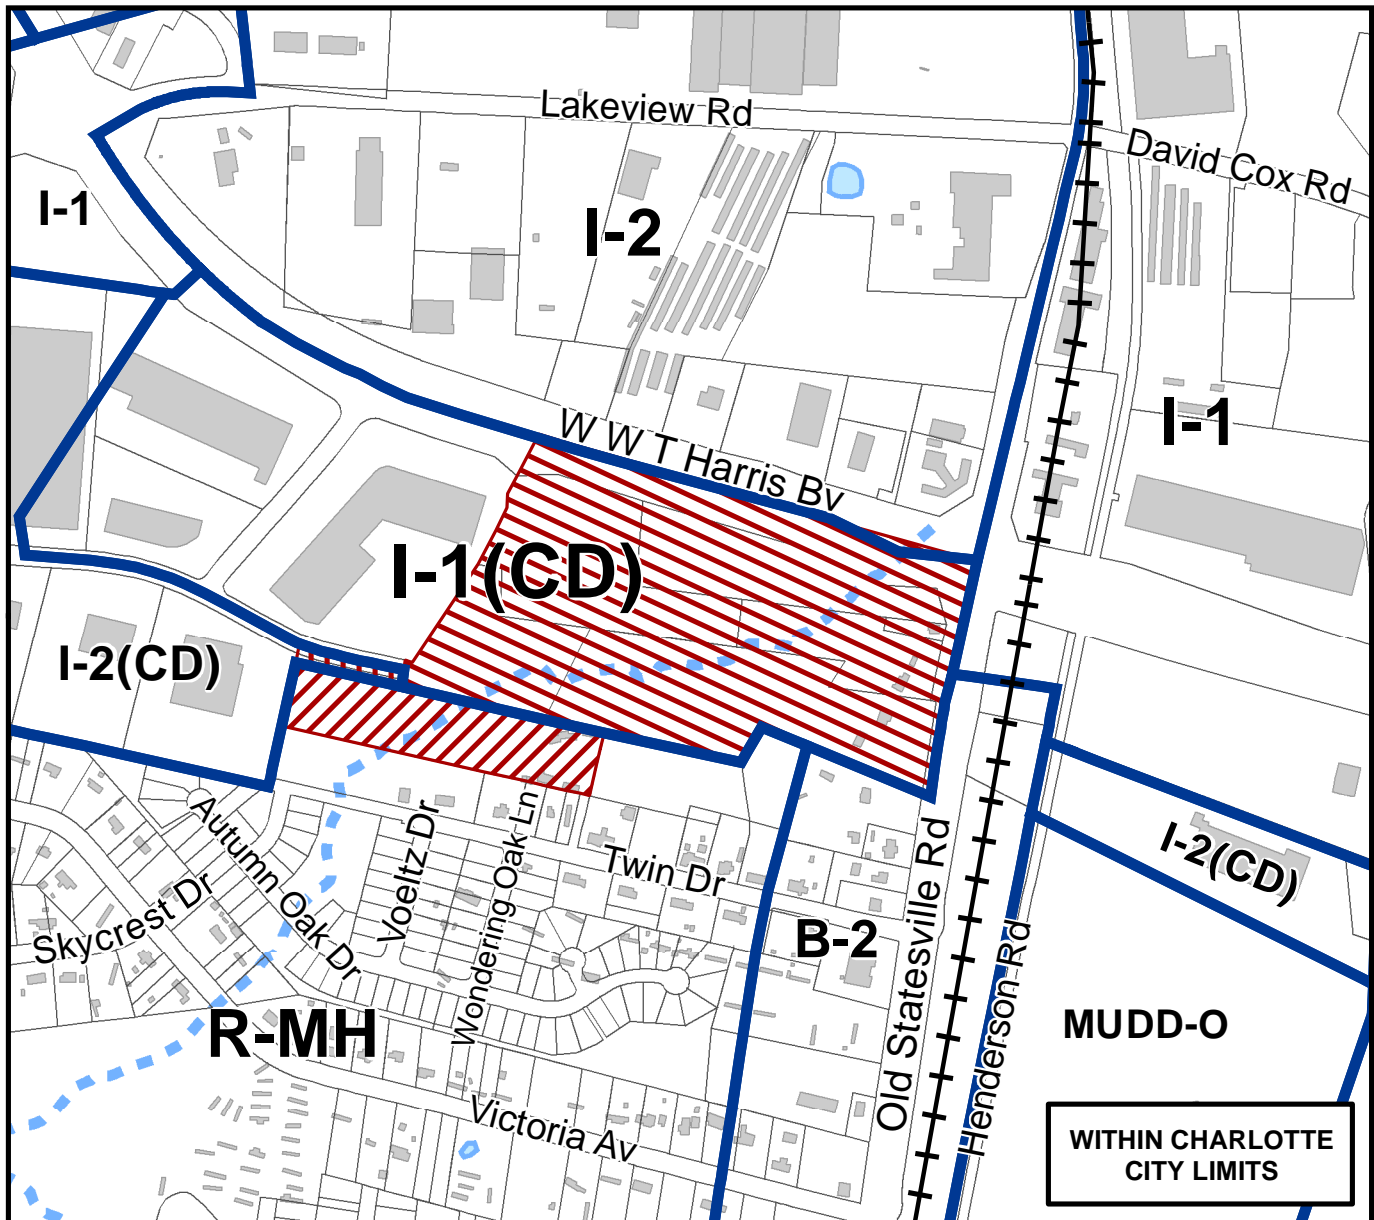 Lakeview Rd
David Cox Rd
I-1
I-2
I-1
W W T Harris Bv
I-1(CD)
I-2(CD)
Autumn Oak Dr
Voeltz Dr
Wondering Oak Ln
Twin Dr
Skycrest Dr
I-2(CD)
B-2
Old Statesville Rd
Henderson Rd
R-MH
MUDD-O
Victoria Av
WITHIN CHARLOTTE
CITY LIMITS